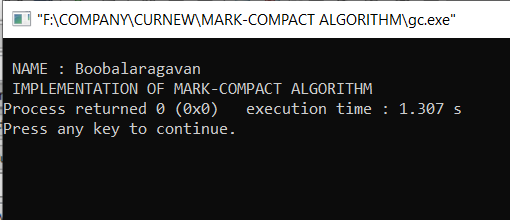 "F:\COMPANY\CURNEW\MARK-COMPACT ALGORITHM\gc.exe"
NAME : Boobalaragavan
IMPLEMENTATION OF MARK-COMPACT ALGORITHM
Process returned 0 (0x0)   execution time : 1.307 s
Press any key to continue.